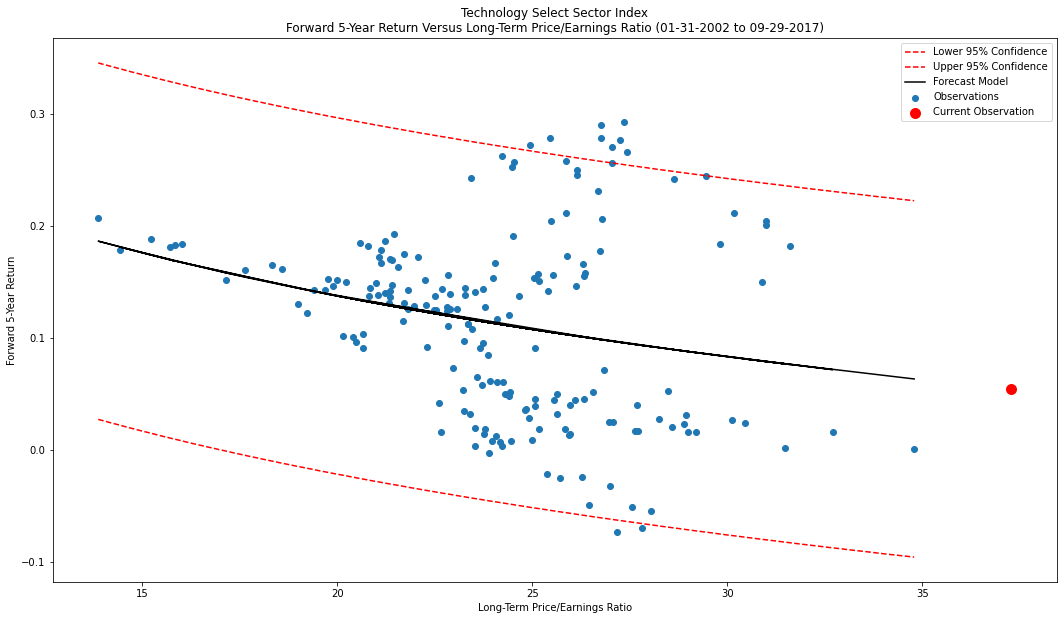 Technology Select Sector Index
Forward 5-Year Return Versus Long-Term Price/Earnings Ratio (01-31-2002 to 09-29-2017)
Lower 95% Confidence
Upper 95% Confidence
Forecast Model
Observations
Current Observation
Forward 5-Year Return
0.3
0.2
0.1
0.0
−0.1
15
20
25
30
35
Long-Term Price/Earnings Ratio